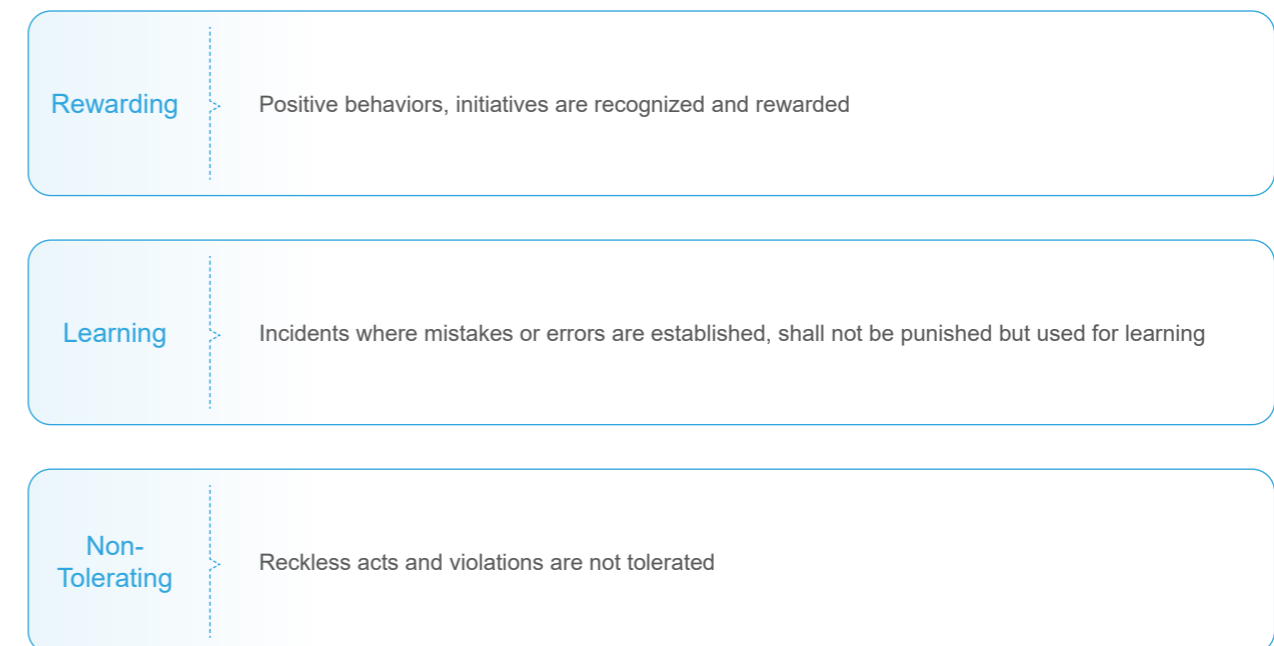 Rewarding
Positive behaviors, initiatives are recognized and rewarded
Learning
Incidents where mistakes or errors are established, shall not be punished but used for learning
Non-
Tolerating
Reckless acts and violations are not tolerated